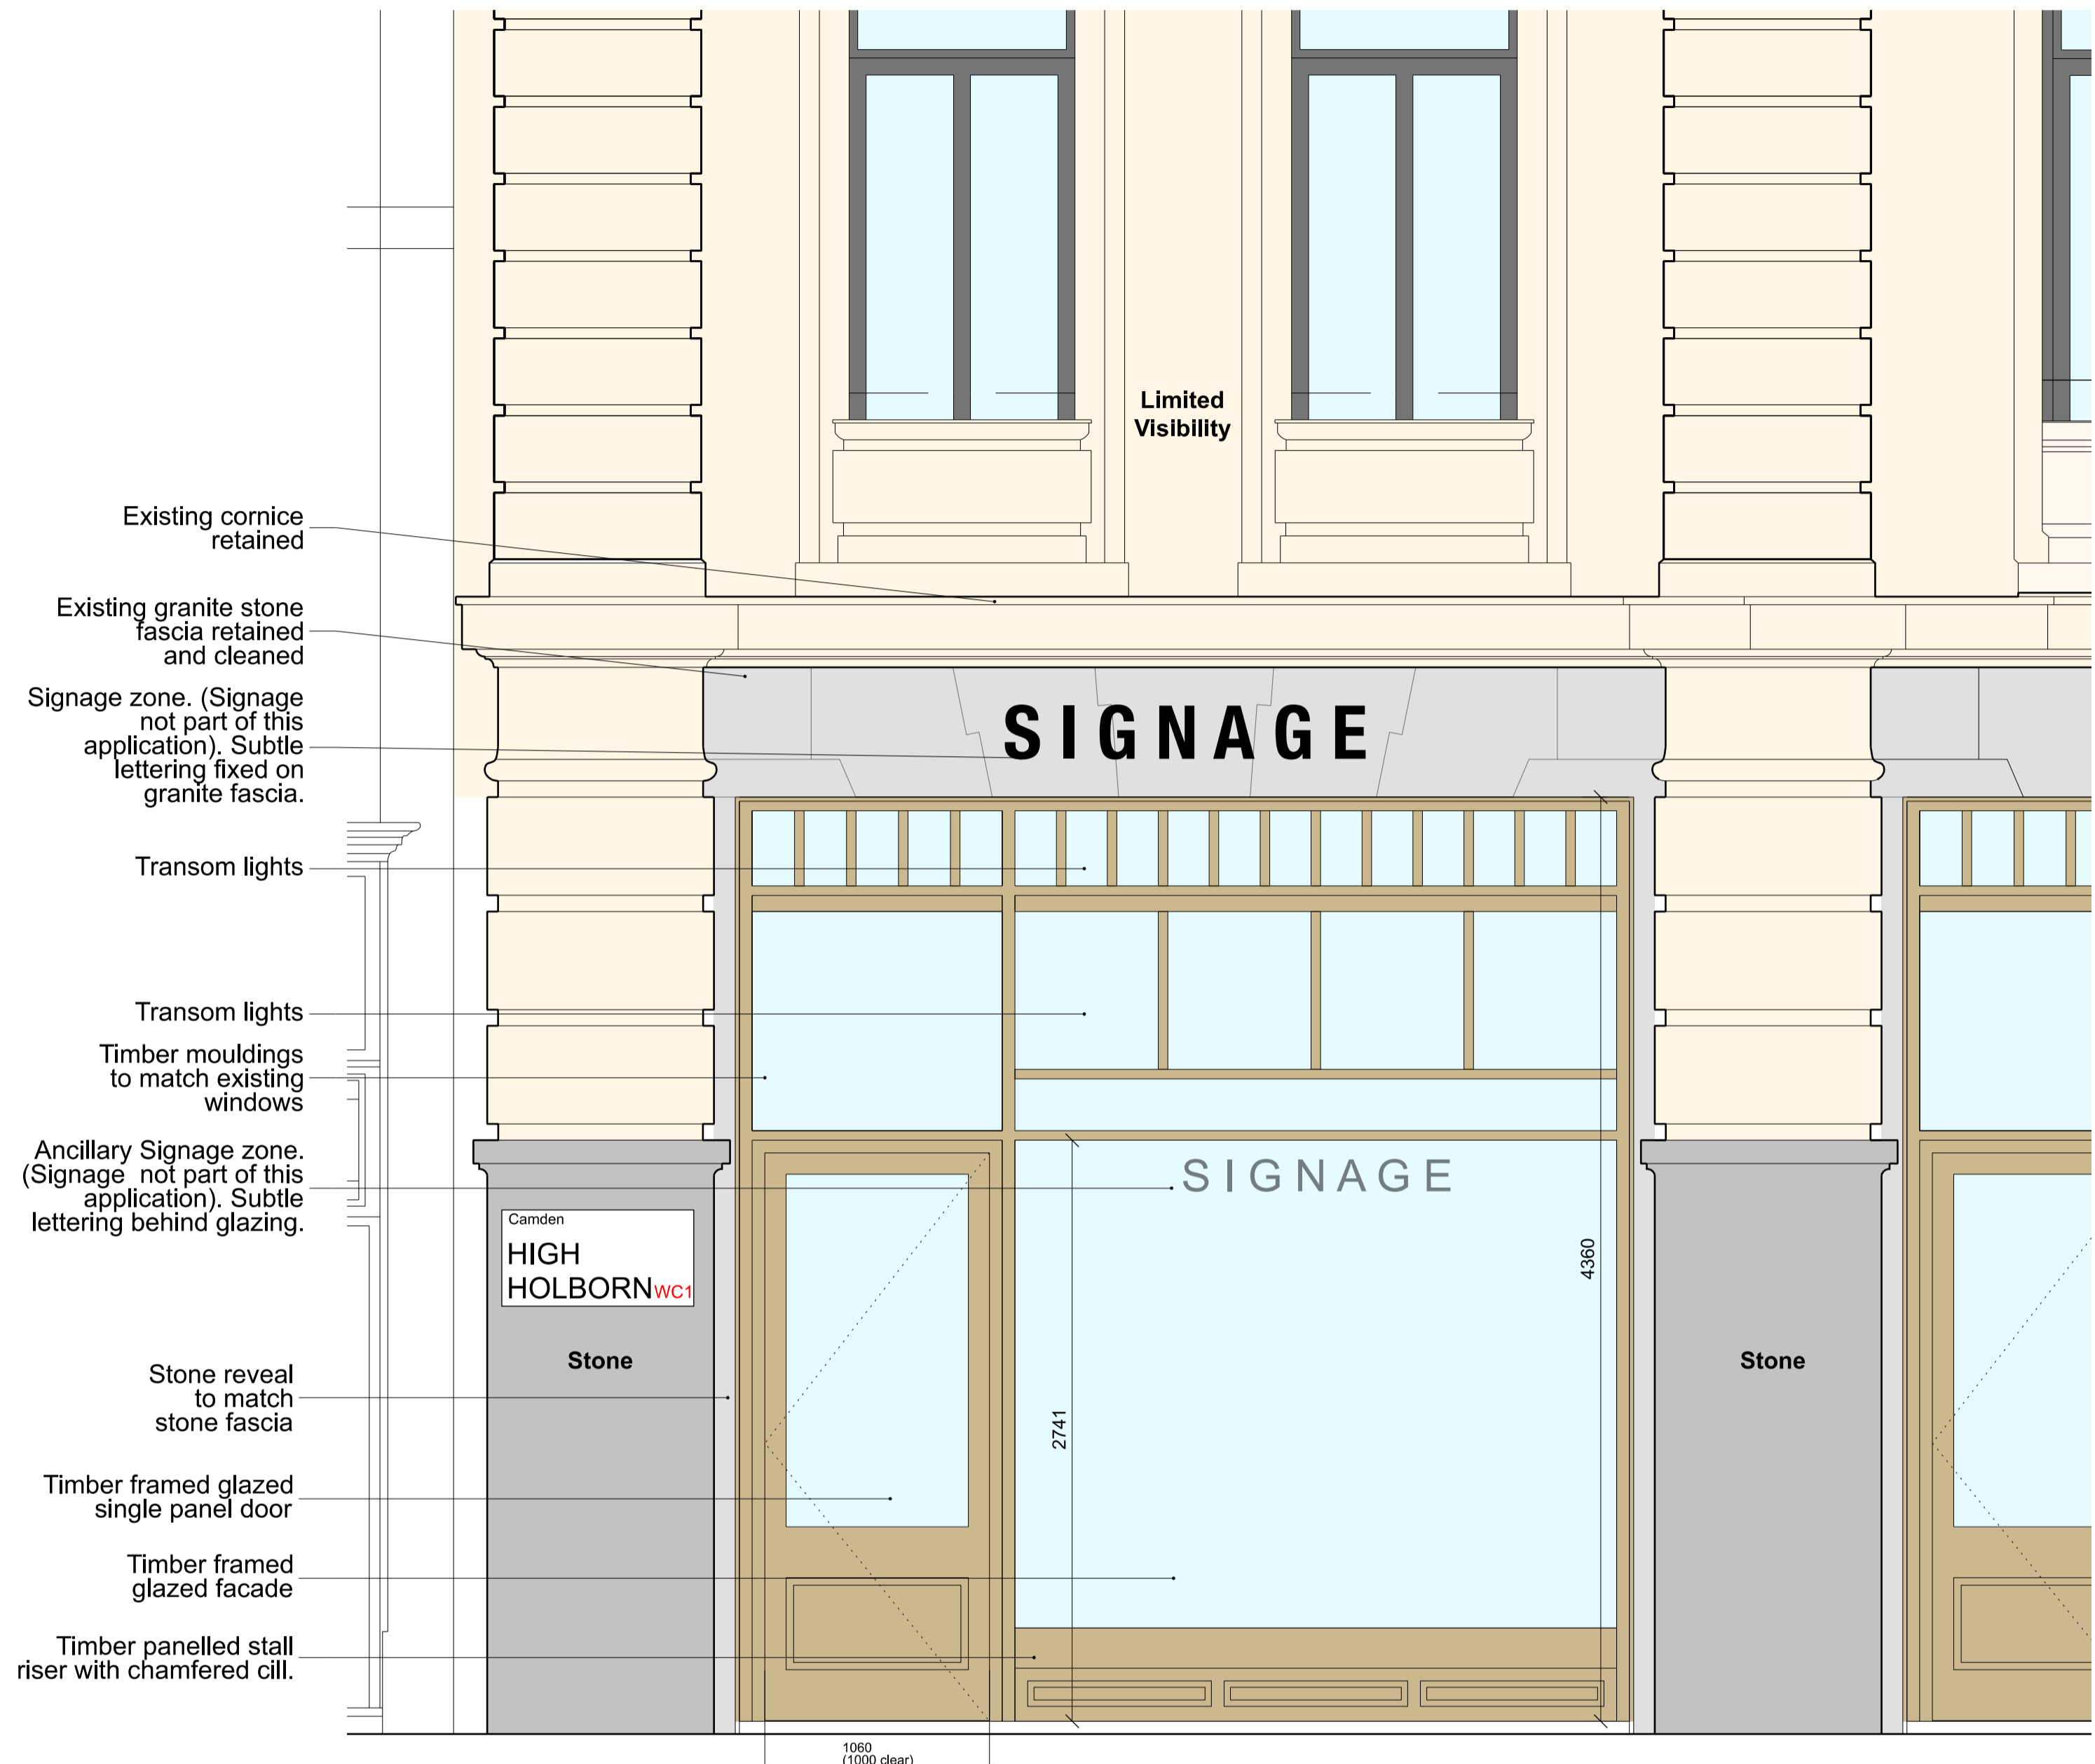 Limited
Visibility
Existing cornice
retained
Existing granite stone
fascia retained
and cleaned
Signage zone. (Signage
not part of this
application). Subtle
lettering fixed on
granite fascia.
SIGNAGE
Transom lights
Transom lights
Timber mouldings
to match existing
windows
Ancillary Signage zone.
(Signage not part of this
application). Subtle
lettering behind glazing.
SIGNAGE
Camden
HIGH
HOLBORN WC1
4360
Stone
Stone
Stone reveal
to match
stone fascia
2741
Timber framed glazed
single panel door
Timber framed
glazed facade
Timber panelled stall
riser with chamfered cill.
1060
(1000 clear)